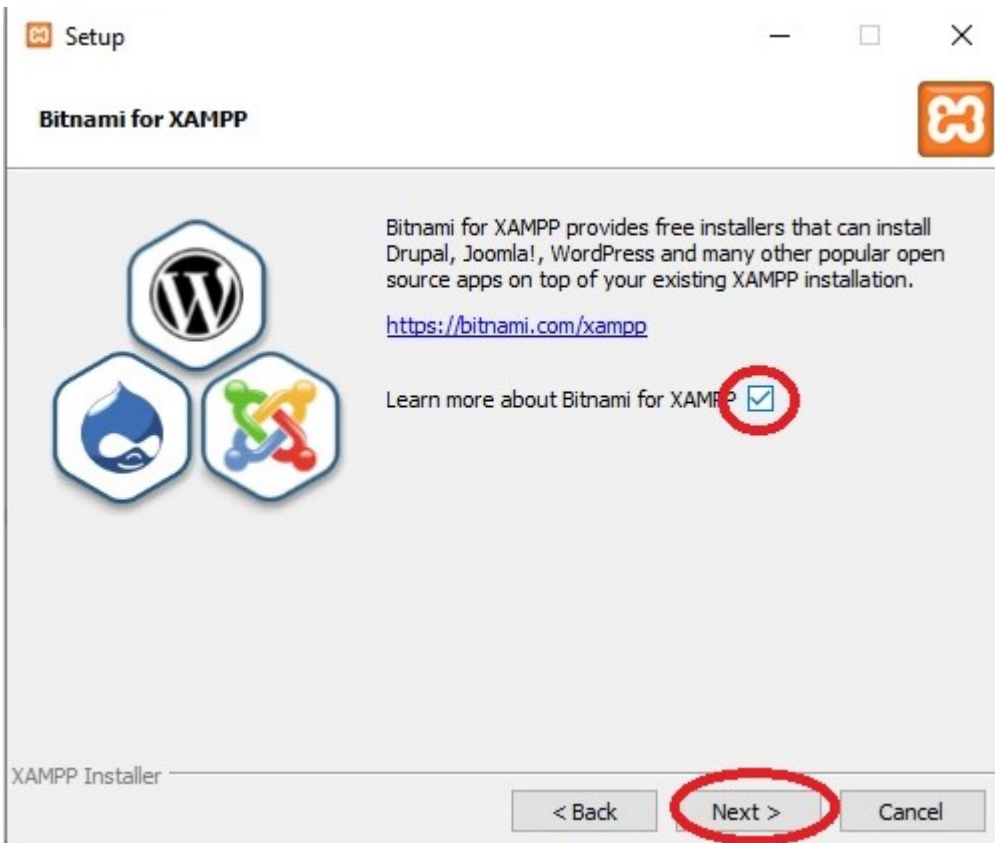 Setup
Bitnami for XAMPP
Bitnami for XAMPP provides free installers that can install
Drupal, Joomla!, WordPress and many other popular open
source apps on top of your existing XAMPP installation.
https://bitnami.com/xampp
Learn more about Bitnami for XAMPP
XAMPP Installer
< Back Next > Cancel